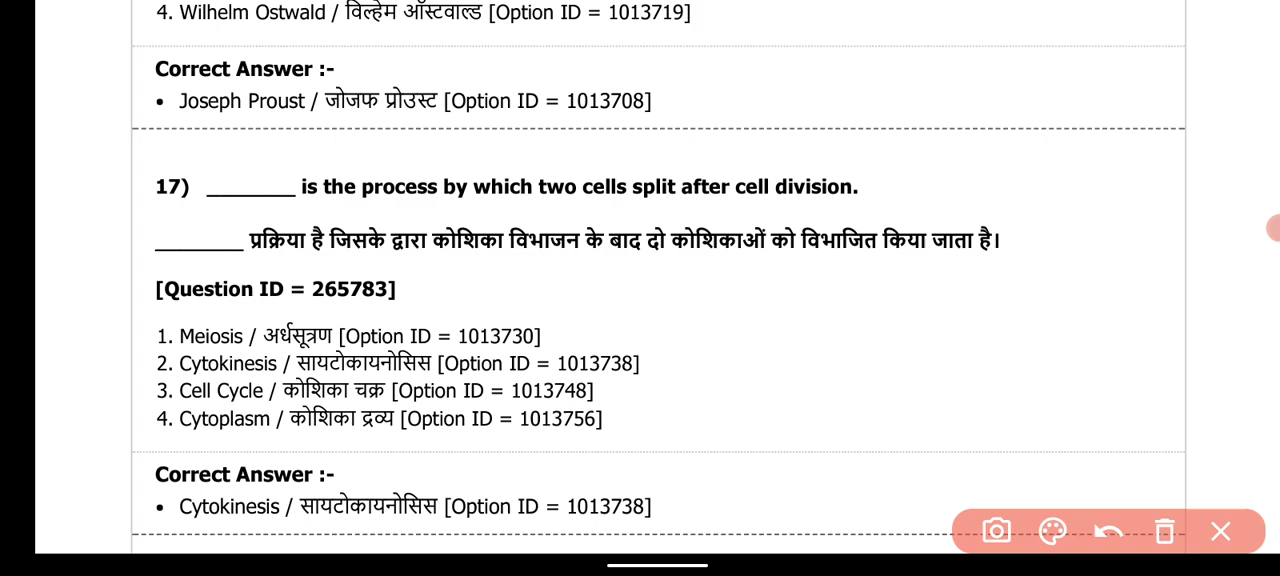 4. Wilhelm Ostwald / विल्हेम ऑस्टवाल्ड [Option ID = 1013719]
Correct Answer :-
• Joseph Proust / जोजफ प्रोउस्ट [Option ID = 1013708]
17) ________ is the process by which two cells split after cell division.
________ प्रक्रिया है जिसके द्वारा कोशिका विभाजन के बाद दो कोशिकाओं को विभाजित किया जाता है।
[Question ID = 265783]
1. Meiosis / अर्धसूत्रण [Option ID = 1013730]
2. Cytokinesis / सायटोकायनोसिस [Option ID = 1013738]
3. Cell Cycle / कोशिका चक्र [Option ID = 1013748]
4. Cytoplasm / कोशिका द्रव्य [Option ID = 1013756]
Correct Answer :-
• Cytokinesis / सायटोकायनोसिस [Option ID = 1013738]